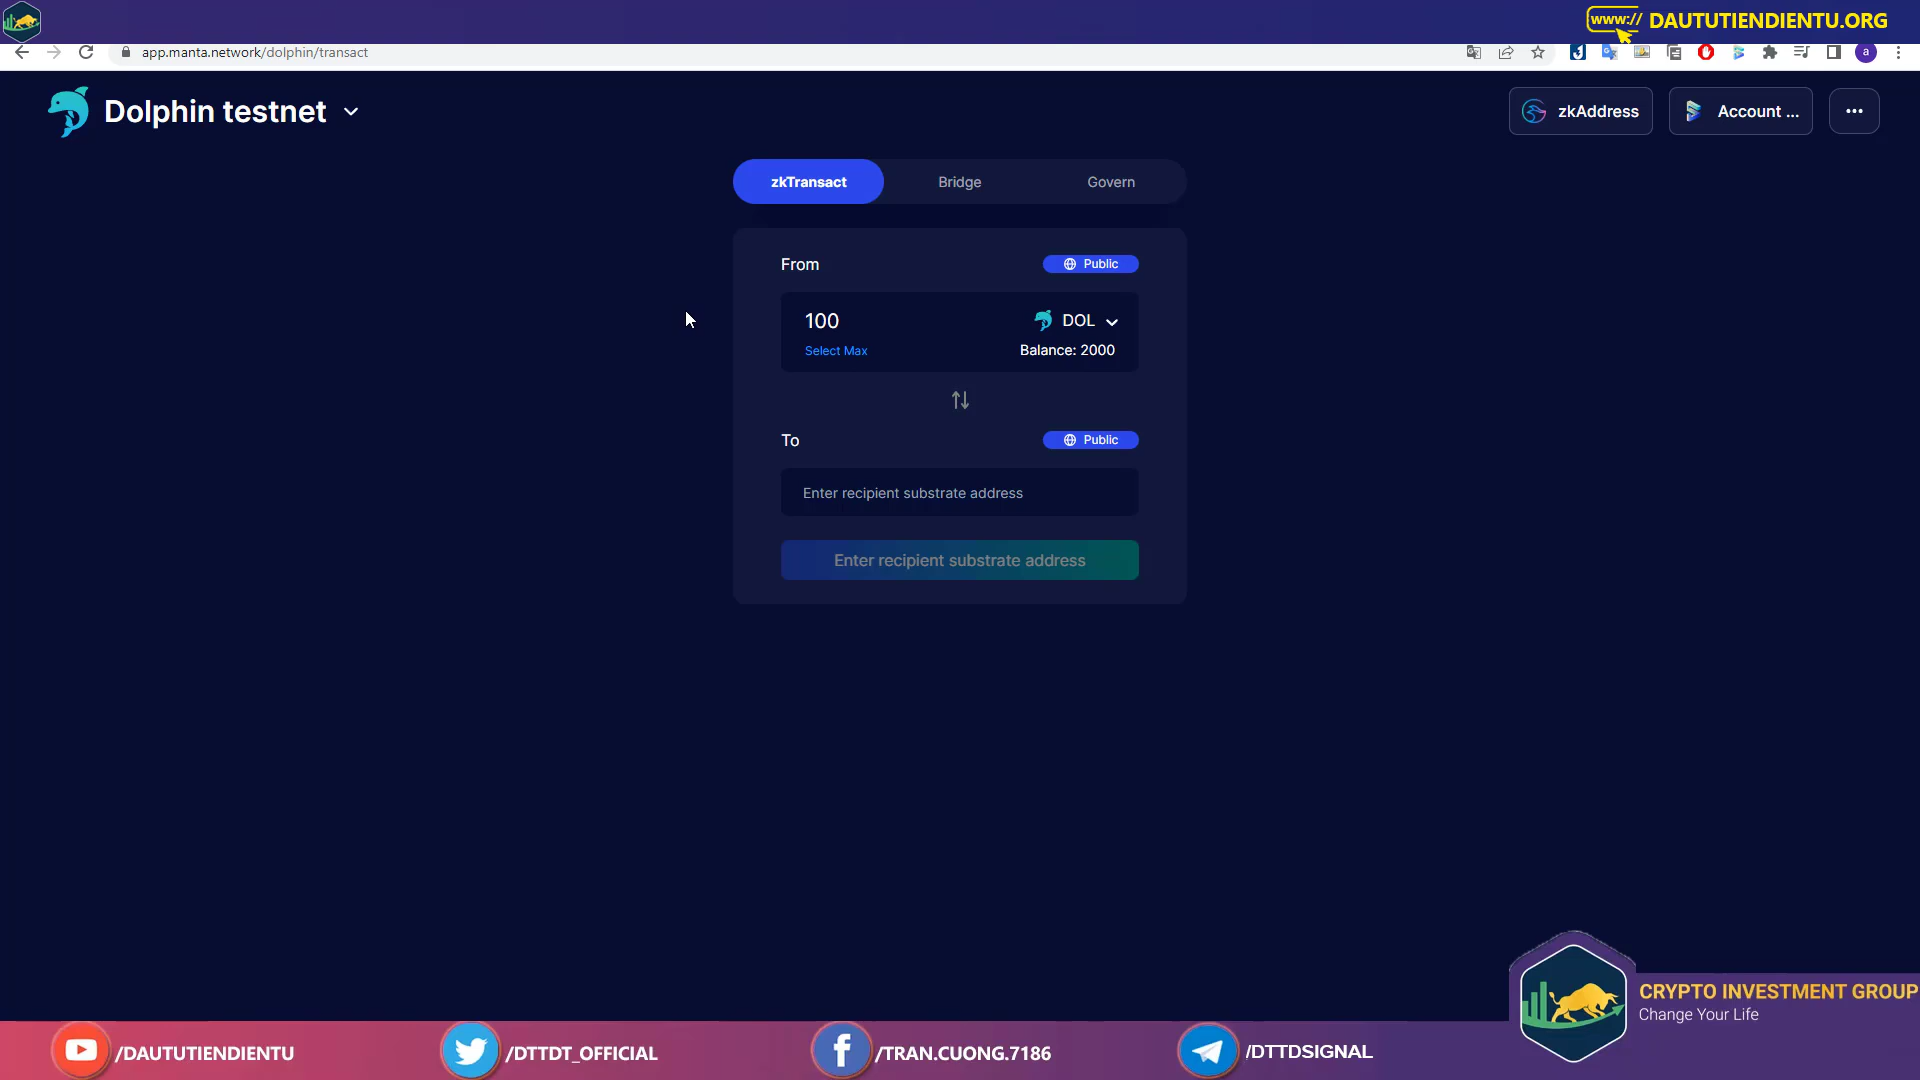 www:// DAUTUTIENDIENTU.ORG
app.manta.network/dolphin/transact
a
Dolphin testnet
zkAddress
Account ...
zkTransact
Bridge
Govern
From
Public
100
DOL
Select Max
Balance: 2000
To
Public
Enter recipient substrate address
Enter recipient substrate address
CRYPTO INVESTMENT GROUP
Change Your Life
/DAUTUTIENDIENTU
/DTTDT_OFFICIAL
/TRAN.CUONG.7186
/DTTDSIGNAL